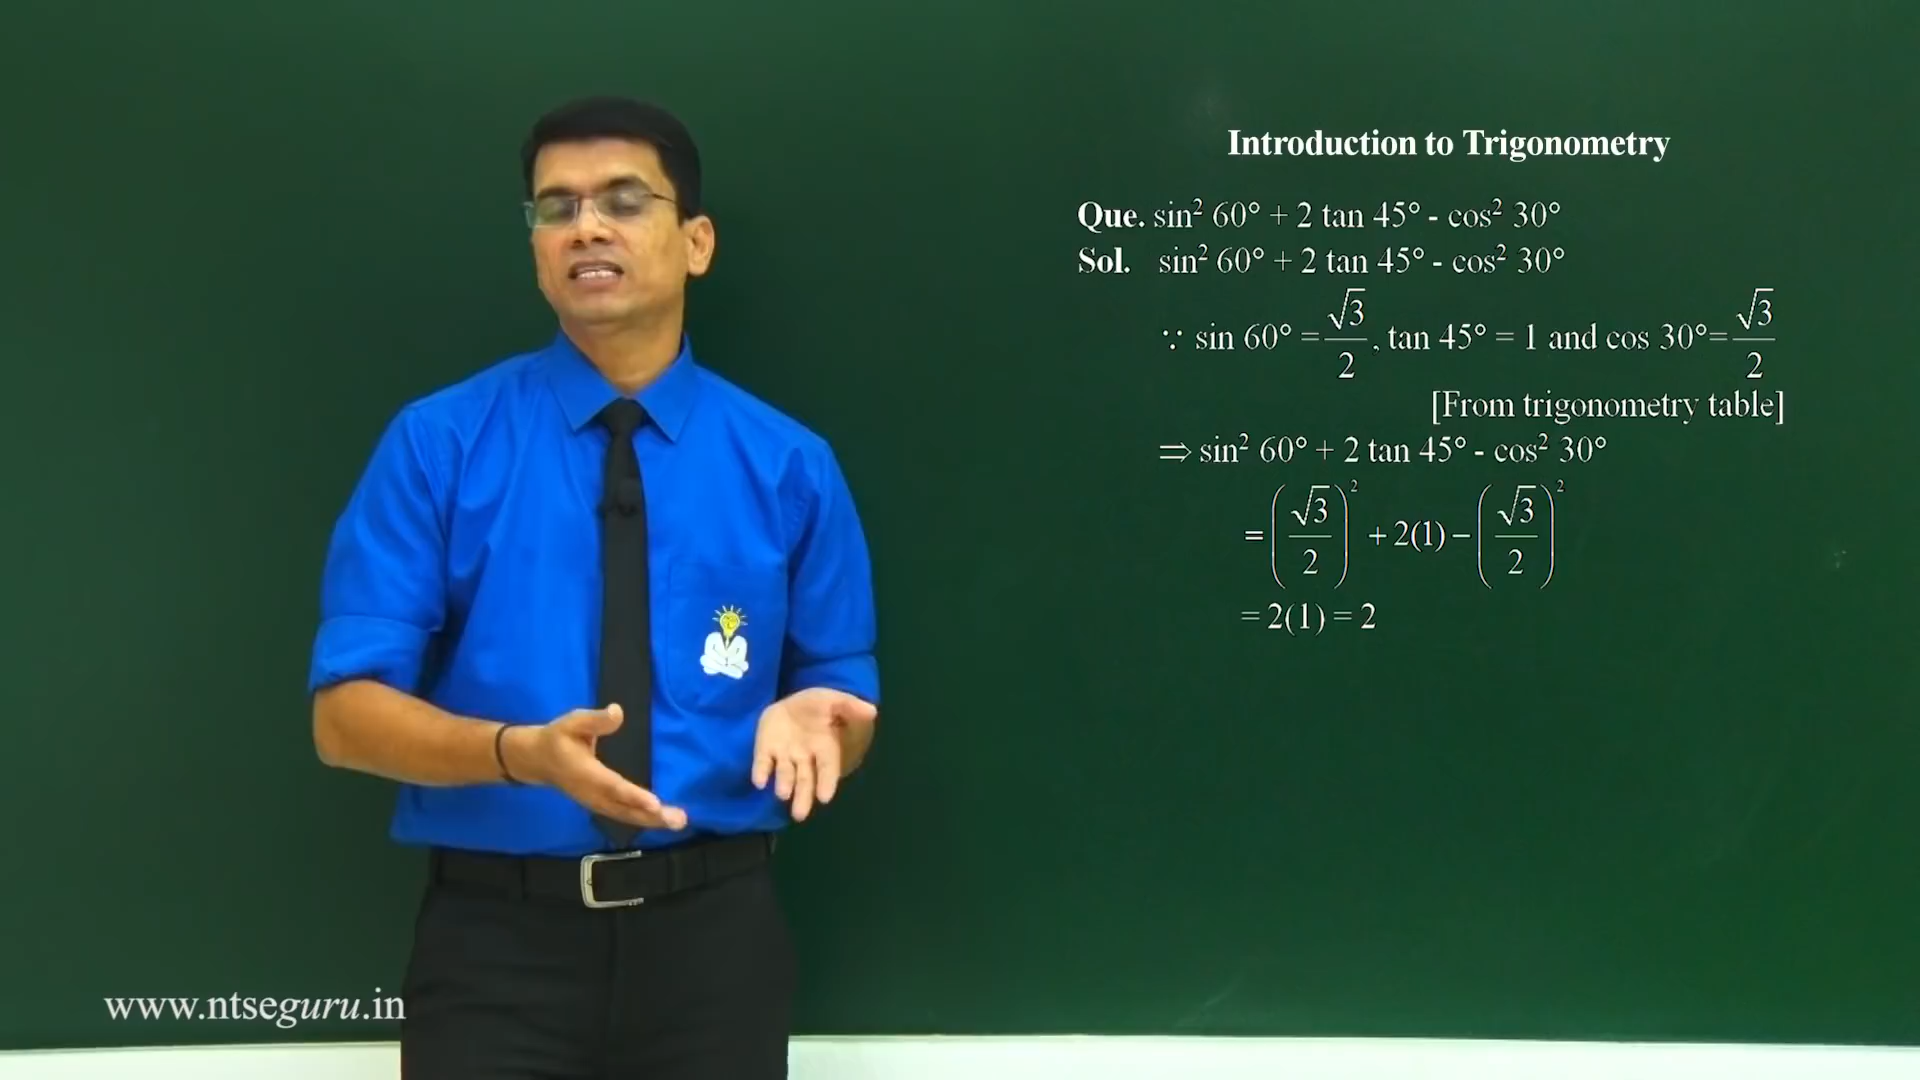 Introduction to Trigonometry
Que. sin² 60° + 2 tan 45° - cos² 30°
Sol. sin² 60° + 2 tan 45° - cos² 30°
∵ sin 60° = √3/2, tan 45° = 1 and cos 30° = √3/2
[From trigonometry table]
⇒ sin² 60° + 2 tan 45° - cos² 30°
= (√3/2)² + 2(1) − (√3/2)²
= 2(1) = 2
www.ntseguru.in